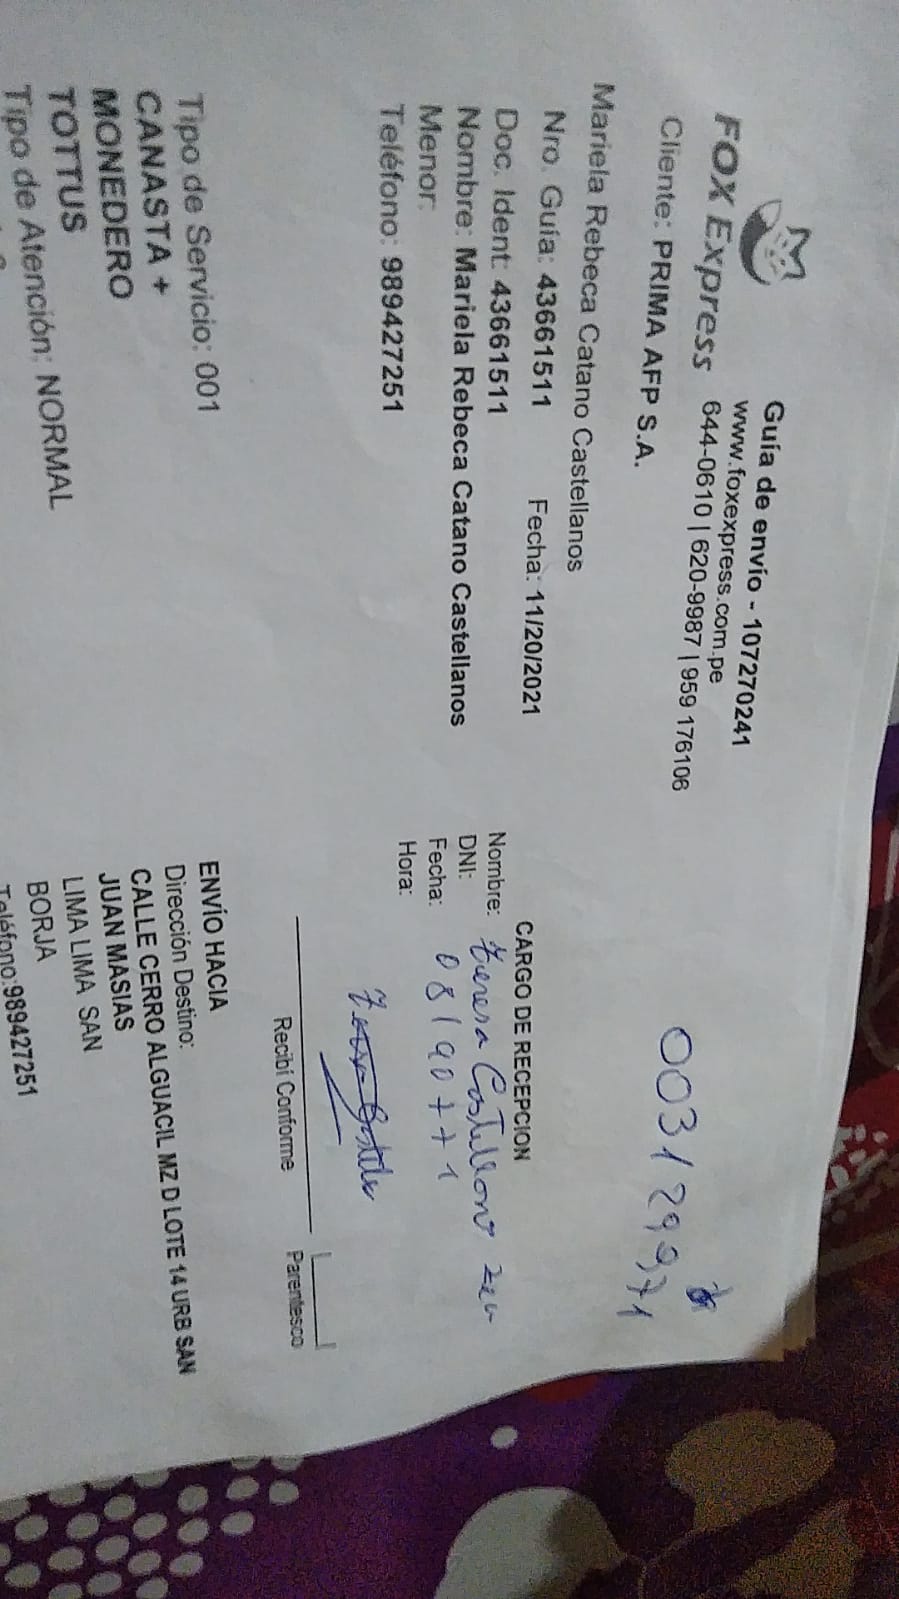 Guía de envío - 107270241
www.foxexpress.com.pe
FOX Express 644-0610 | 620-9987 | 959 176106
Cliente: PRIMA AFP S.A.
003129971
Mariela Rebeca Catano Castellanos
Nro. Guía: 43661511 Fecha: 11/20/2021
Doc. Ident: 43661511
Nombre: Mariela Rebeca Catano Castellanos
Menor:
Teléfono: 989427251
CARGO DE RECEPCION
Nombre:
DNI: 08190771
Fecha:
Hora:
Recibí Conforme Parentesco
Tipo de Servicio: 001
CANASTA +
MONEDERO
TOTTUS
Tipo de Atención: NORMAL
ENVÍO HACIA
Dirección Destino:
CALLE CERRO ALGUACIL MZ D LOTE 14 URB SAN
JUAN MASIAS
LIMA LIMA SAN
BORJA
Teléfono:989427251